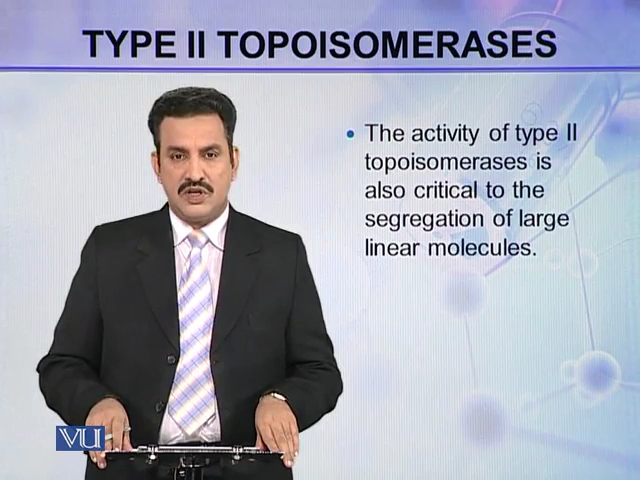 TYPE II TOPOISOMERASES
• The activity of type II
topoisomerases is
also critical to the
segregation of large
linear molecules.
VU